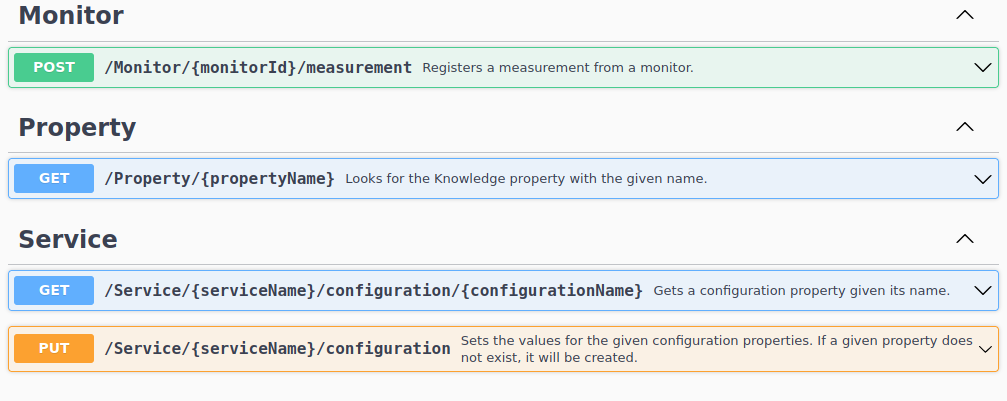 Monitor
POST /Monitor/{monitorId}/measurement Registers a measurement from a monitor.
Property
GET /Property/{propertyName} Looks for the Knowledge property with the given name.
Service
GET /Service/{serviceName}/configuration/{configurationName} Gets a configuration property given its name.
PUT /Service/{serviceName}/configuration Sets the values for the given configuration properties. If a given property does
not exist, it will be created.